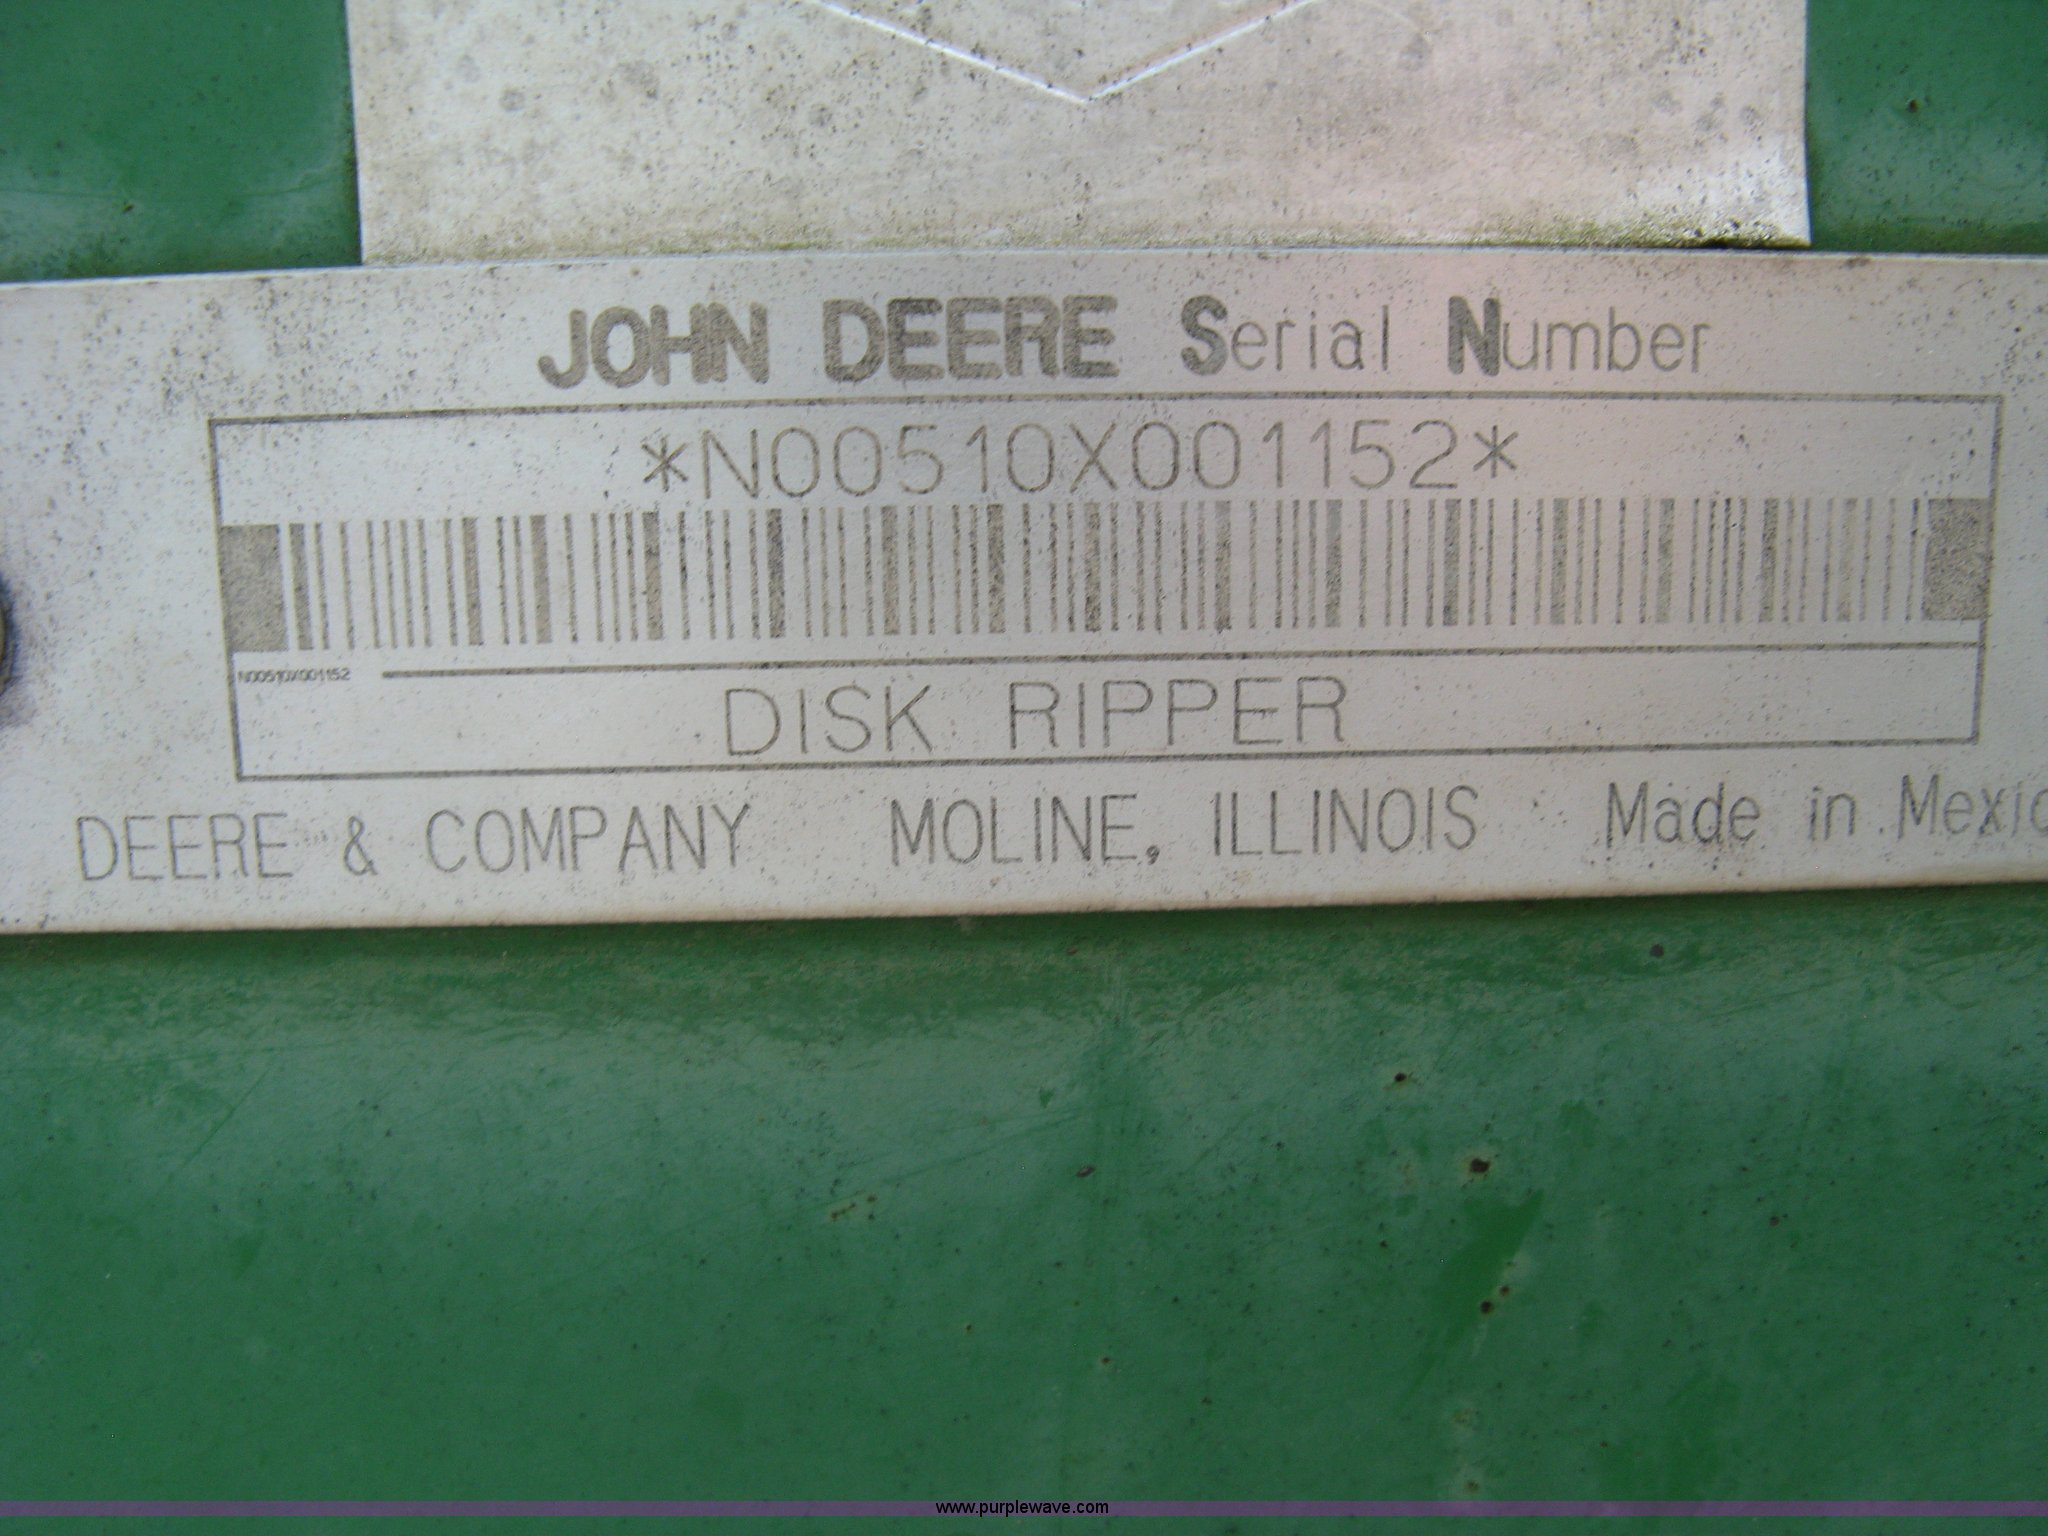 JOHN DEERE Serial Number
*N00510X001152*
N00510X001152
DISK RIPPER
DEERE & COMPANY MOLINE, ILLINOIS Made in Mexic
www.purplewave.com